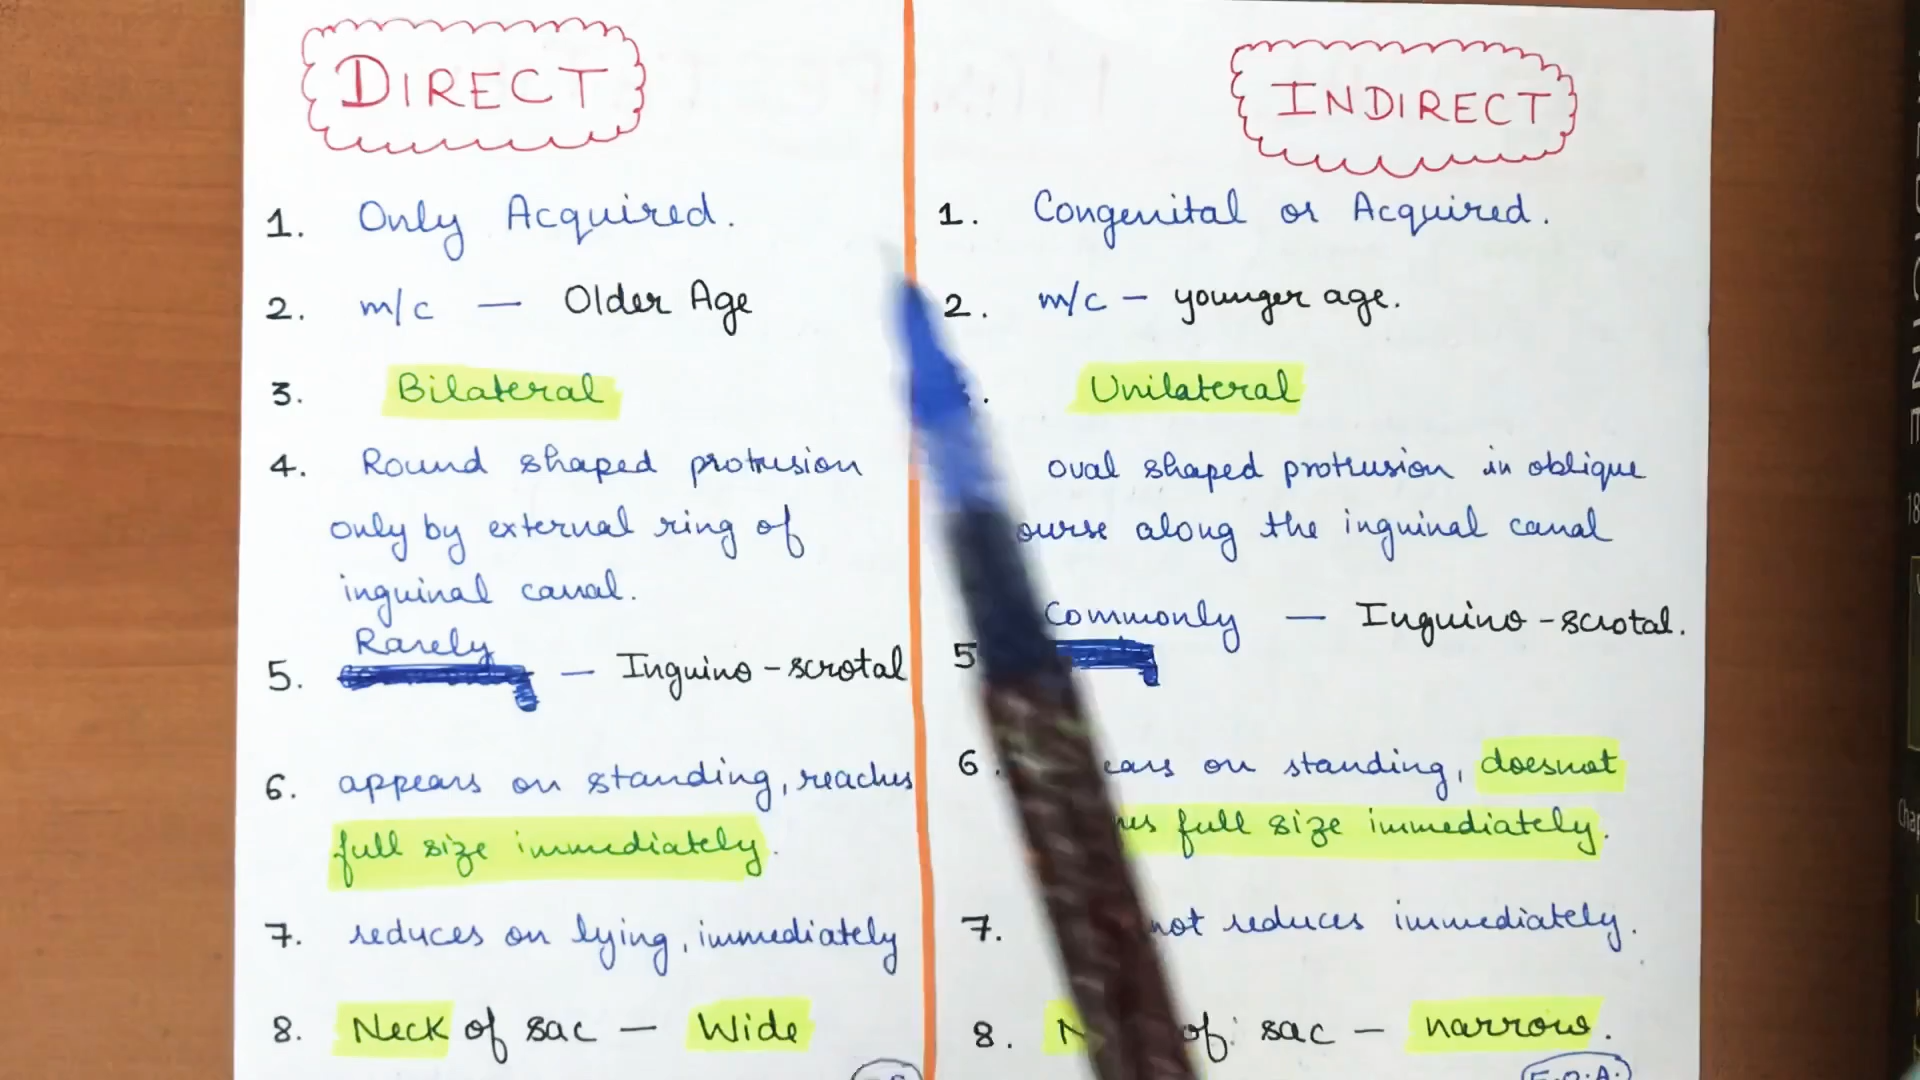 DIRECT
1. Only Acquired.
2. m/c — Older Age
3. Bilateral
4. Round shaped protrusion
only by external ring of
inguinal canal.
Rarely
5. — Inguino-scrotal
6. appears on standing, reaches
full size immediately.
7. reduces on lying, immediately
8. Neck of sac — Wide
INDIRECT
1. Congenital or Acquired.
2. m/c — younger age.
Unilateral
oval shaped protrusion in oblique
along the inguinal canal
Commonly — Inguino-scrotal.
5
6. on standing, doesnot
full size immediately.
7. not reduces immediately.
8. of sac — narrow.